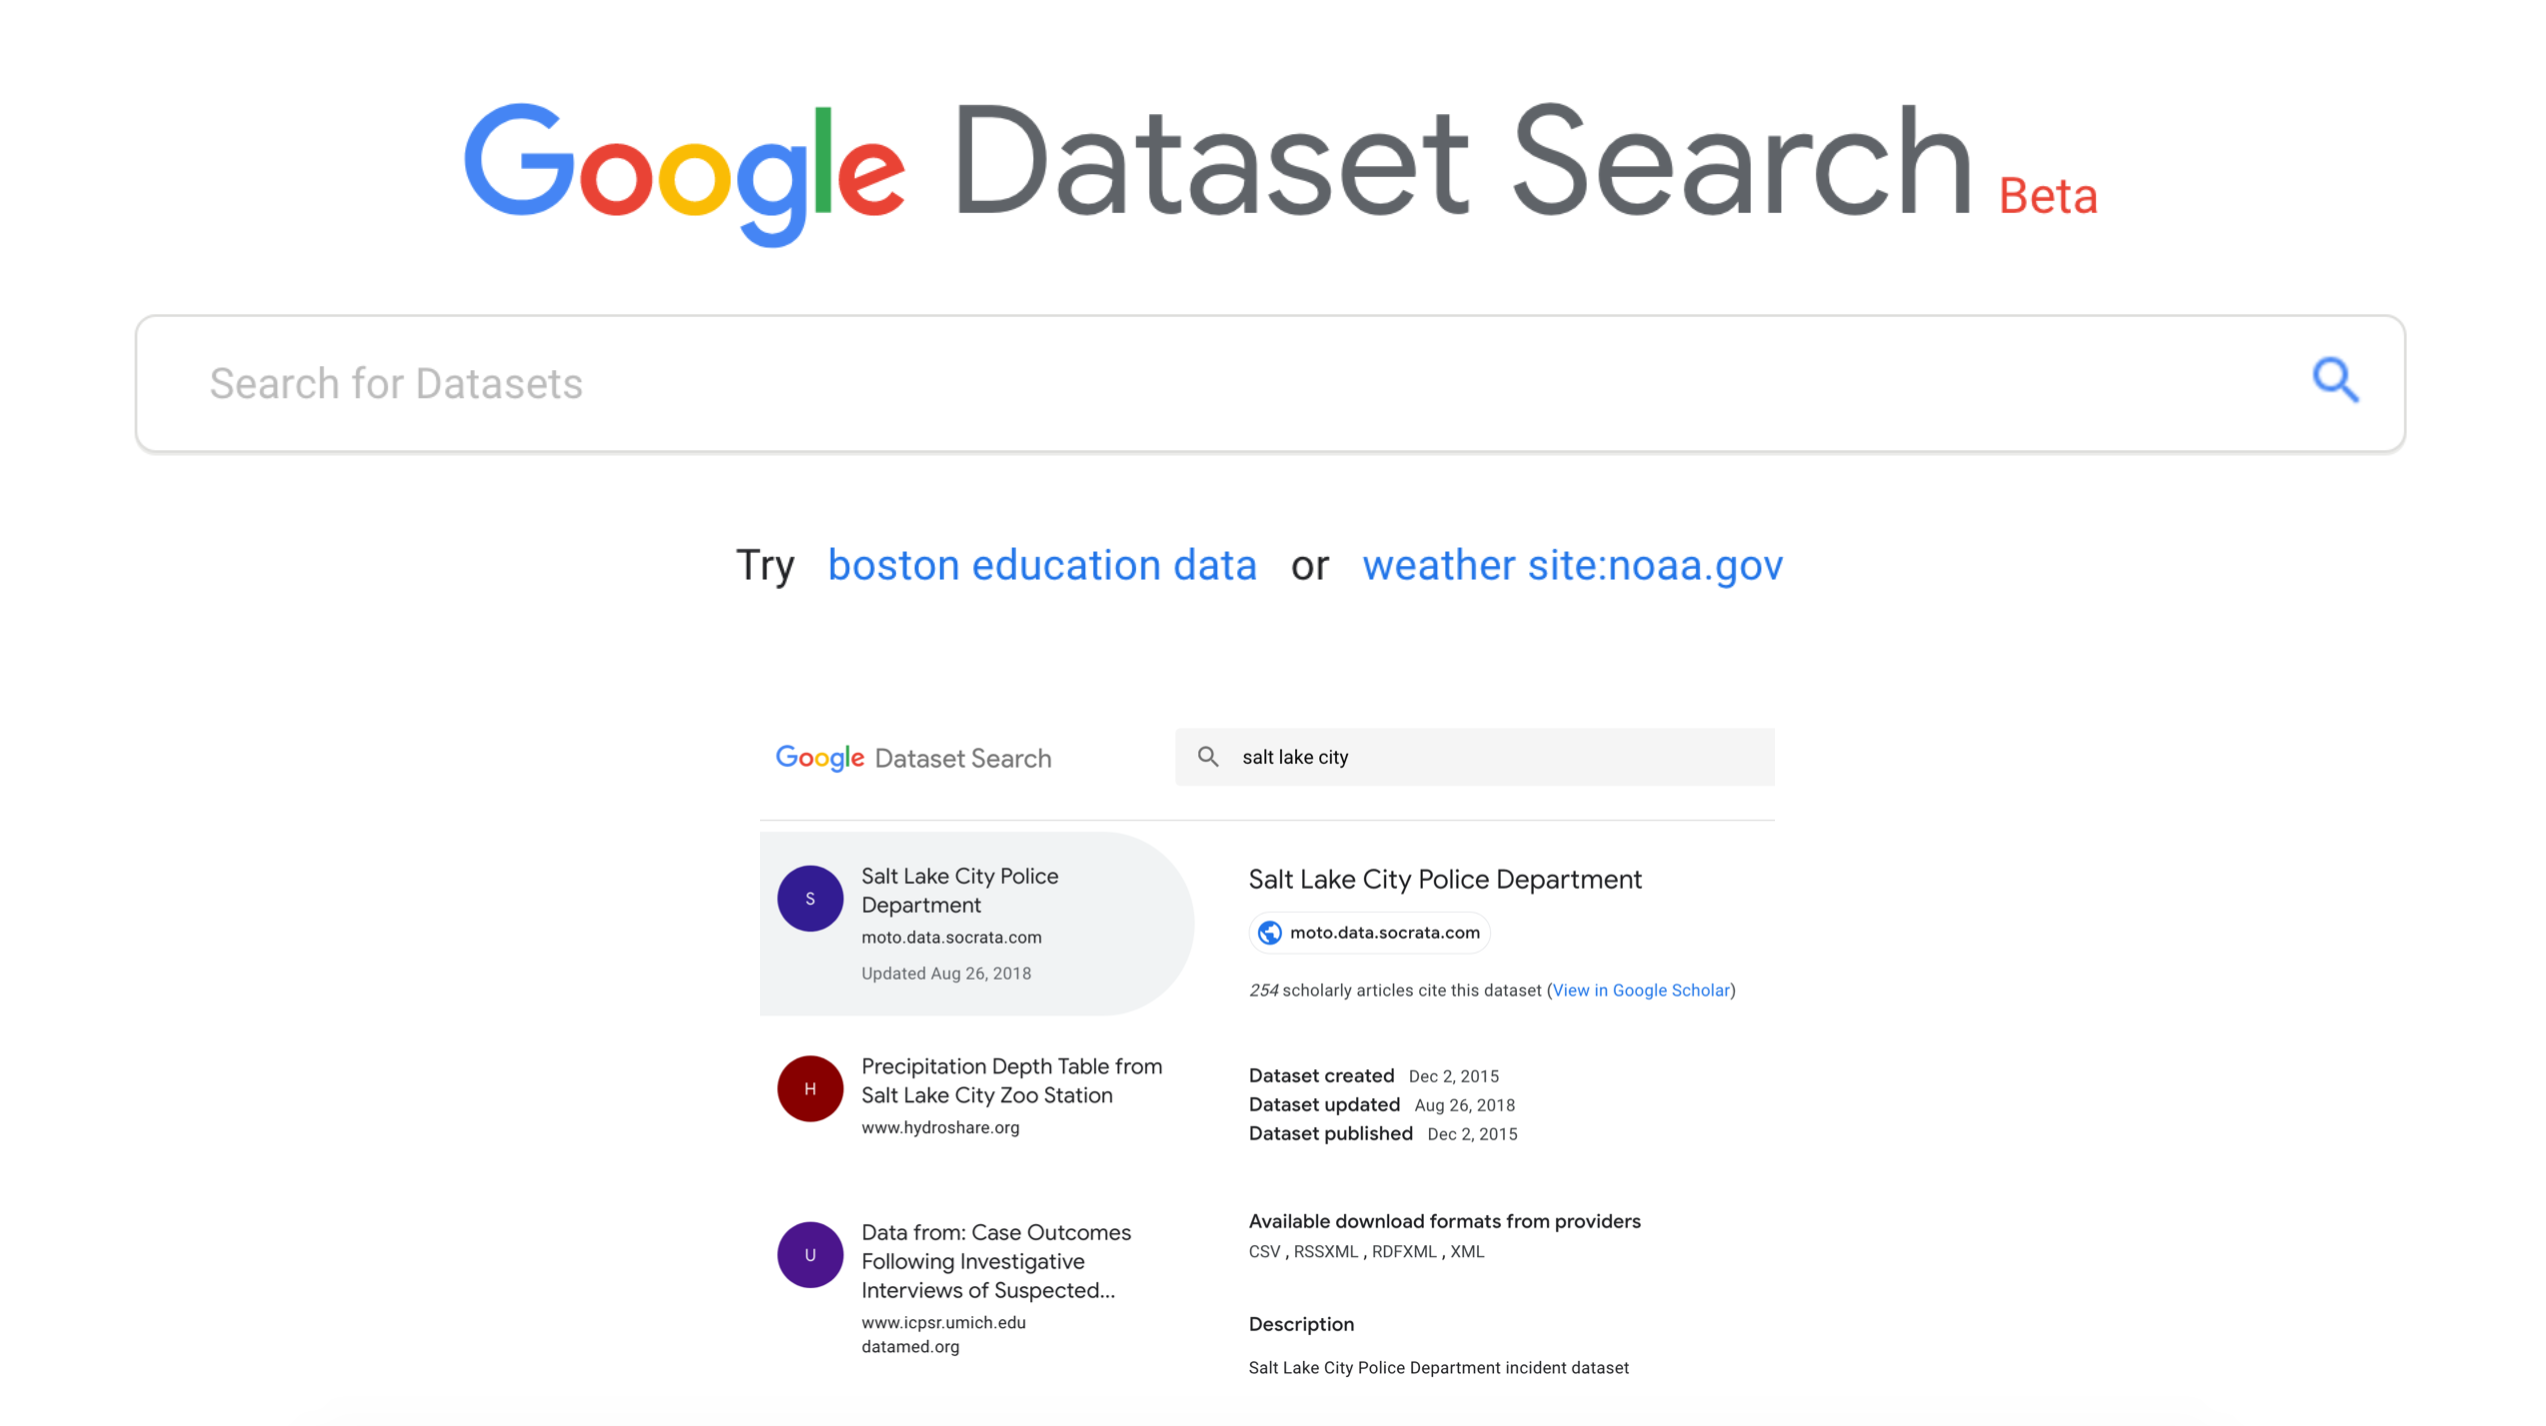 Google Dataset Search Beta
Search for Datasets
Try boston education data or weather site:noaa.gov
Google Dataset Search
salt lake city
S
Salt Lake City Police
Department
moto.data.socrata.com
Updated Aug 26, 2018
H
Precipitation Depth Table from
Salt Lake City Zoo Station
www.hydroshare.org
U
Data from: Case Outcomes
Following Investigative
Interviews of Suspected...
www.icpsr.umich.edu
datamed.org
Salt Lake City Police Department
moto.data.socrata.com
254 scholarly articles cite this dataset (View in Google Scholar)
Dataset created Dec 2, 2015
Dataset updated Aug 26, 2018
Dataset published Dec 2, 2015
Available download formats from providers
CSV , RSSXML , RDFXML , XML
Description
Salt Lake City Police Department incident dataset